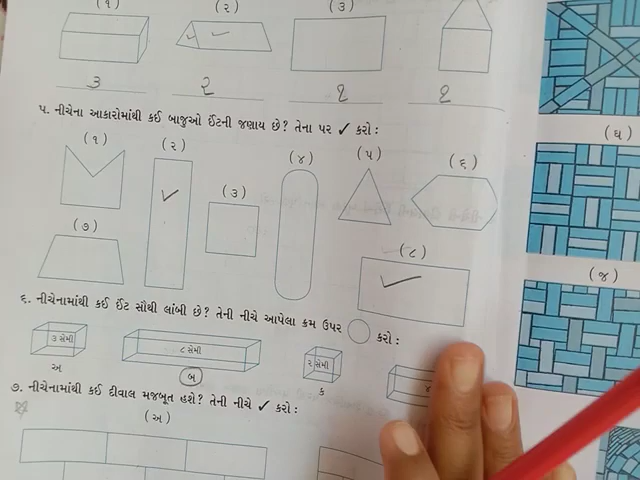 (૧) (૨) (૩)
૩ ૨ ૧ ૨
૫. નીચેના આકારોમાંથી કઈ બાજુઓ ઈંટની જણાય છે? તેના પર ✓ કરો :
(૧) (૨) (૩) (૪) (૫) (૬)
(૭) (૮)
૬. નીચેનામાંથી કઈ ઈંટ સૌથી લાંબી છે? તેની નીચે આપેલા ક્રમ ઉપર ◯ કરો :
૩ સેમી ૮ સેમી ૨ સેમી
અ બ ક
૭. નીચેનામાંથી કઈ દીવાલ મજબૂત હશે? તેની નીચે ✓ કરો :
(અ)
(ઘ)
(જ)